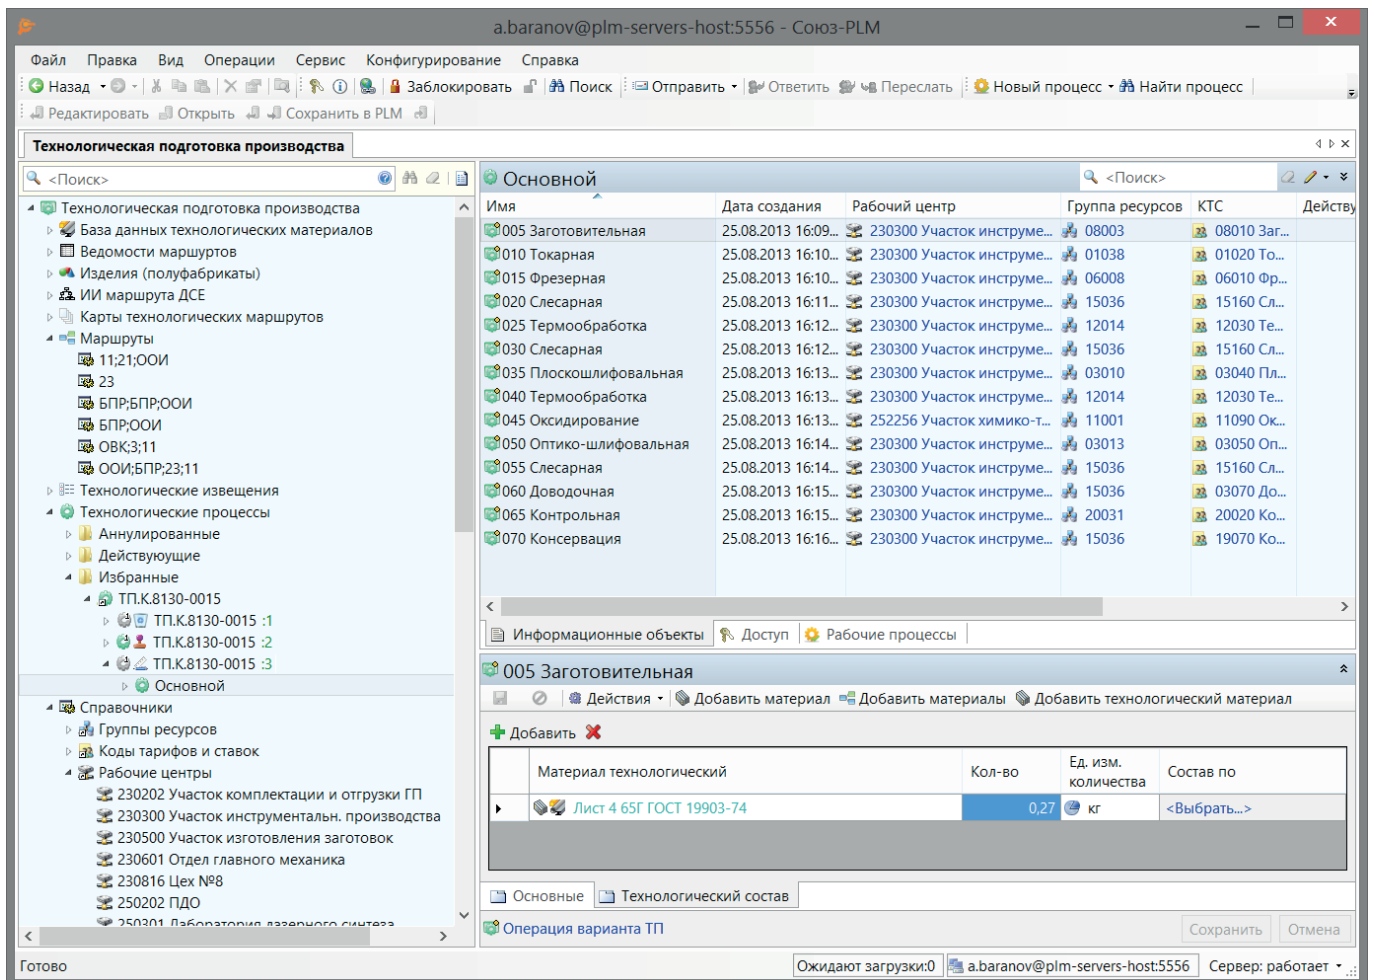 a.baranov@plm-servers-host:5556 - Союз-PLM
Файл Правка Вид Операции Сервис Конфигурирование Справка
Назад Заблокировать Поиск Отправить Ответить Переслать Новый процесс Найти процесс
Редактировать Открыть Сохранить в PLM
Технологическая подготовка производства
<Поиск>
Технологическая подготовка производства
База данных технологических материалов
Ведомости маршуртов
Изделия (полуфабрикаты)
ИИ маршрута ДСЕ
Карты технологических маршрутов
Маршруты
11;21;ООИ
23
БПР;БПР;ООИ
БПР;ООИ
ОВК;3;11
ООИ;БПР;23;11
Технологические извещения
Технологические процессы
Аннулированные
Действуюущие
Избранные
ТП.К.8130-0015
ТП.К.8130-0015 :1
ТП.К.8130-0015 :2
ТП.К.8130-0015 :3
Основной
Справочники
Группы ресурсов
Коды тарифов и ставок
Рабочие центры
230202 Участок комплектации и отгрузки ГП
230300 Участок инструментальн. производства
230500 Участок изготовления заготовок
230601 Отдел главного механика
230816 Цех №8
250202 ПДО
250301 Лаборатория лазерного синтеза
Основной <Поиск>
Имя Дата создания Рабочий центр Группа ресурсов КТС Действу
005 Заготовительная 25.08.2013 16:09... 230300 Участок инструме... 08003 08010 Заг...
010 Токарная 25.08.2013 16:10... 230300 Участок инструме... 01038 01020 То...
015 Фрезерная 25.08.2013 16:10... 230300 Участок инструме... 06008 06010 Фр...
020 Слесарная 25.08.2013 16:11... 230300 Участок инструме... 15036 15160 Сл...
025 Термообработка 25.08.2013 16:12... 230300 Участок инструме... 12014 12030 Те...
030 Слесарная 25.08.2013 16:12... 230300 Участок инструме... 15036 15160 Сл...
035 Плоскошлифовальная 25.08.2013 16:13... 230300 Участок инструме... 03010 03040 Пл...
040 Термообработка 25.08.2013 16:13... 230300 Участок инструме... 12014 12030 Те...
045 Оксидирование 25.08.2013 16:13... 252256 Участок химико-т... 11001 11090 Ок...
050 Оптико-шлифовальная 25.08.2013 16:14... 230300 Участок инструме... 03013 03050 Оп...
055 Слесарная 25.08.2013 16:14... 230300 Участок инструме... 15036 15160 Сл...
060 Доводочная 25.08.2013 16:15... 230300 Участок инструме... 15036 03070 До...
065 Контрольная 25.08.2013 16:15... 230300 Участок инструме... 20031 20020 Ко...
070 Консервация 25.08.2013 16:16... 230300 Участок инструме... 15036 19070 Ко...
Информационные объекты Доступ Рабочие процессы
005 Заготовительная
Действия Добавить материал Добавить материалы Добавить технологический материал
Добавить
Материал технологический Кол-во Ед. изм. количества Состав по
Лист 4 65Г ГОСТ 19903-74 0,27 кг <Выбрать...>
Основные Технологический состав
Операция варианта ТП Сохранить Отмена
Готово Ожидают загрузки:0 a.baranov@plm-servers-host:5556 Сервер: работает